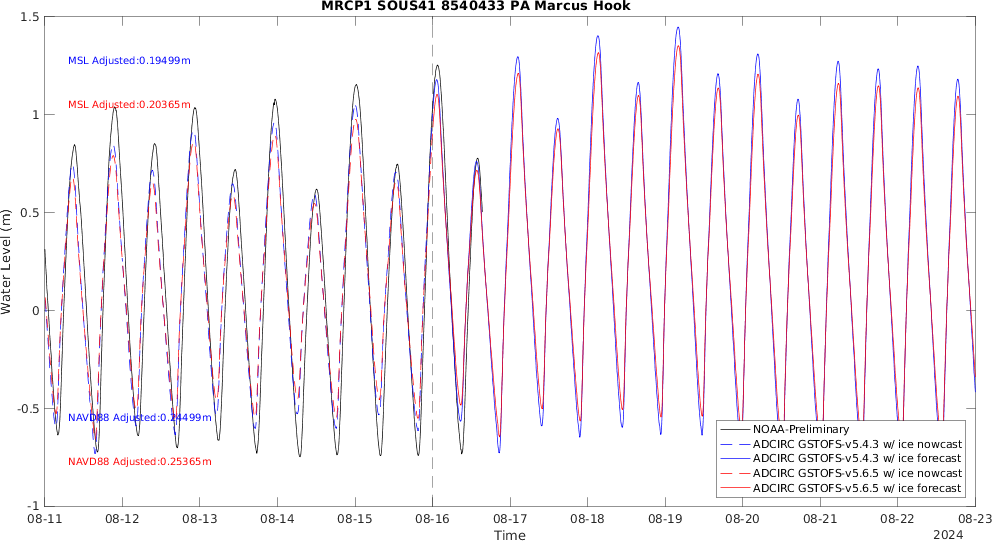 MRCP1 SOUS41 8540433 PA Marcus Hook
1.5
1
0.5
0
-0.5
-1
Water Level (m)
MSL Adjusted:0.19499m
MSL Adjusted:0.20365m
NAVD88 Adjusted:0.24499m
NAVD88 Adjusted:0.25365m
NOAA-Preliminary
ADCIRC GSTOFS-v5.4.3 w/ ice nowcast
ADCIRC GSTOFS-v5.4.3 w/ ice forecast
ADCIRC GSTOFS-v5.6.5 w/ ice nowcast
ADCIRC GSTOFS-v5.6.5 w/ ice forecast
08-11 08-12 08-13 08-14 08-15 08-16 08-17 08-18 08-19 08-20 08-21 08-22 08-23
Time
2024